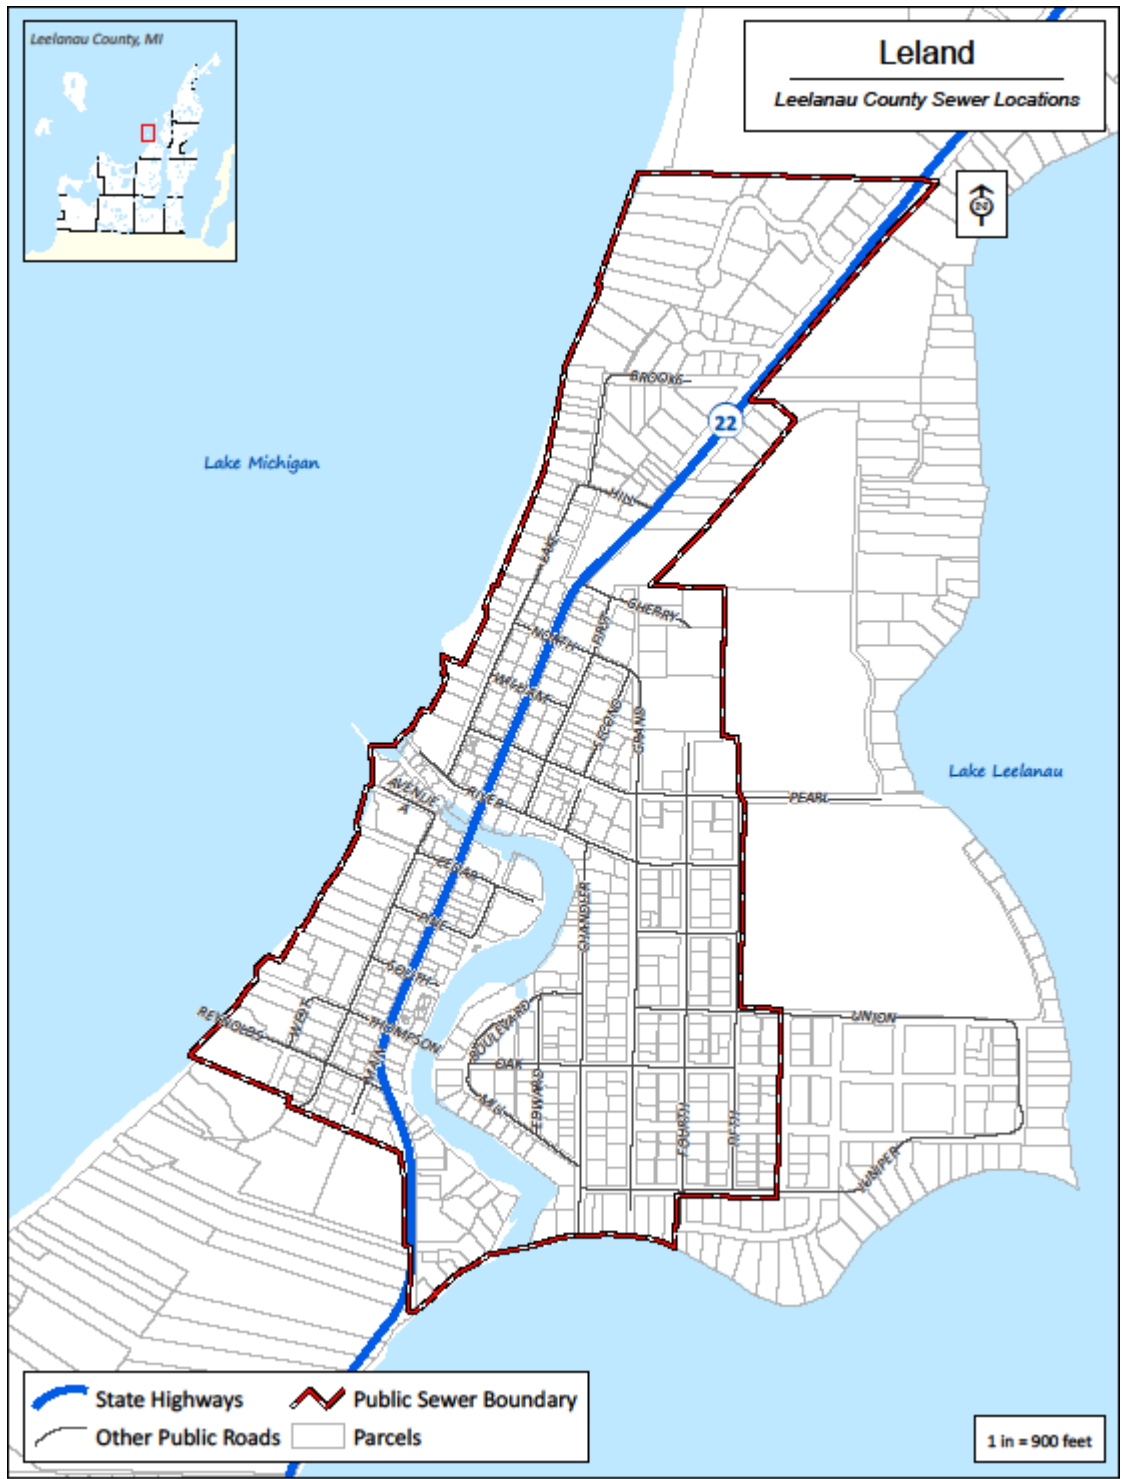 Leelanau County, MI
Leland
Leelanau County Sewer Locations
N
BROOKS
22
Lake Michigan
HILL
LAKE
CHERRY
FIRST
NORTH
WILLIAM
SECOND
GRAND
Lake Leelanau
AVENUE
A
RIVER
PEARL
CEDAR
CHANDLER
PINE
SOUTH
REYNOLDS
WEST
THOMPSON
BOULEVARD
UNION
MAIN
OAK
MILL
EDWARD
FOURTH
FIFTH
JUNIPER
State Highways
Public Sewer Boundary
Other Public Roads
Parcels
1 in = 900 feet